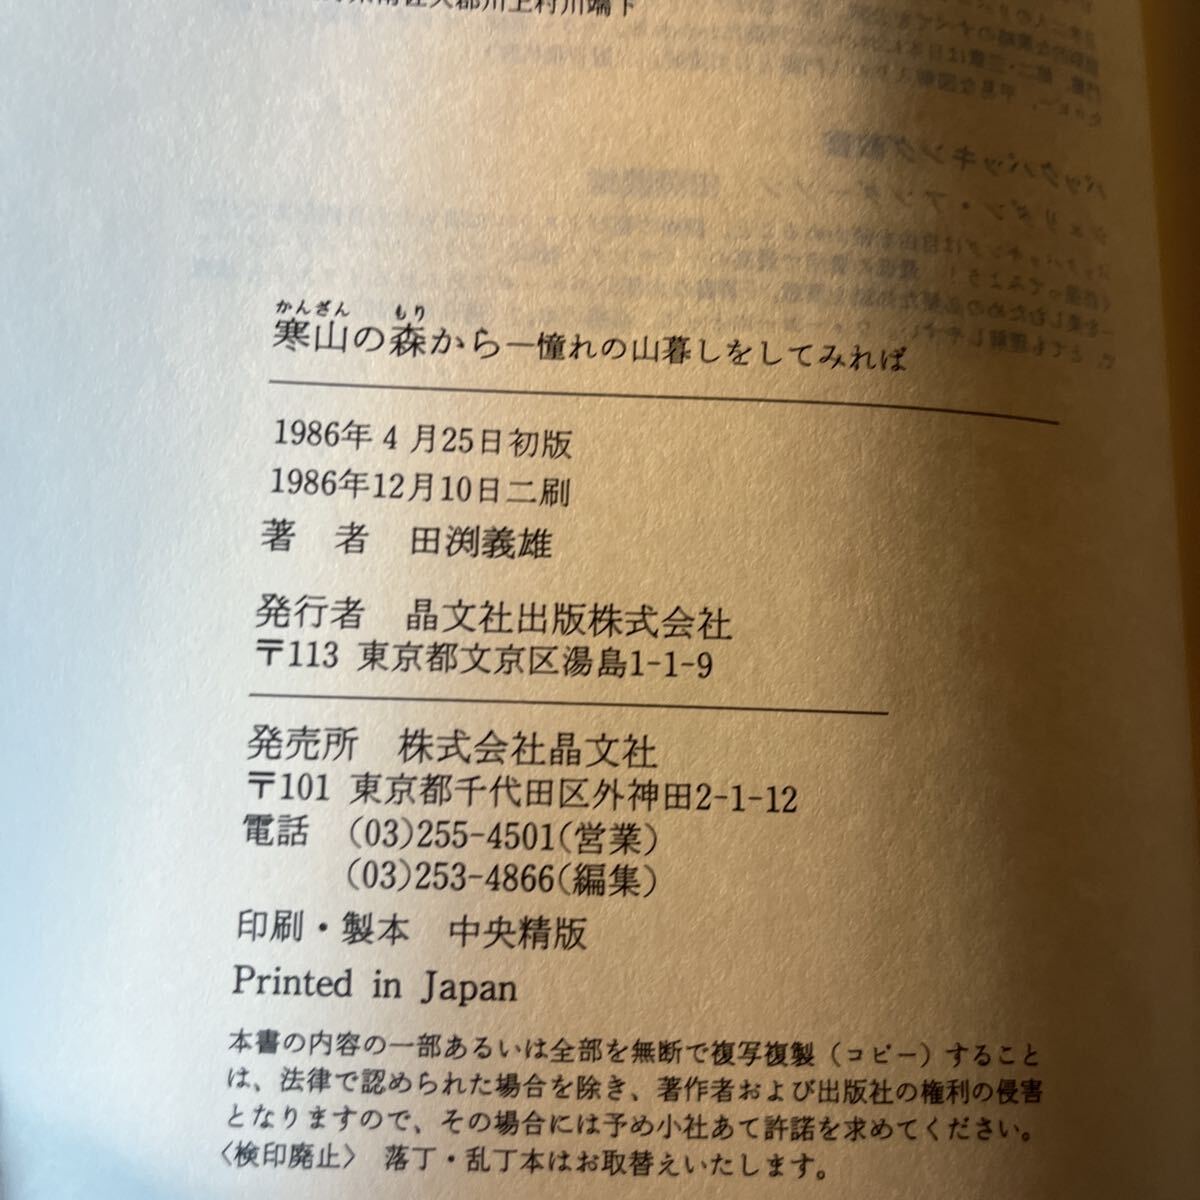 南佐久郡川上村川端下
かんざん もり
寒山の森から―憧れの山暮しをしてみれば
1986年4月25日初版
1986年12月10日二刷
著 者 田渕義雄
発行者 晶文社出版株式会社
〒113 東京都文京区湯島1-1-9
発売所 株式会社晶文社
〒101 東京都千代田区外神田2-1-12
電話 (03)255-4501(営業)
(03)253-4866(編集)
印刷・製本 中央精版
Printed in Japan
本書の内容の一部あるいは全部を無断で複写複製（コピー）すること
は、法律で認められた場合を除き、著作者および出版社の権利の侵害
となりますので、その場合には予め小社あて許諾を求めてください。
〈検印廃止〉 落丁・乱丁本はお取替えいたします。